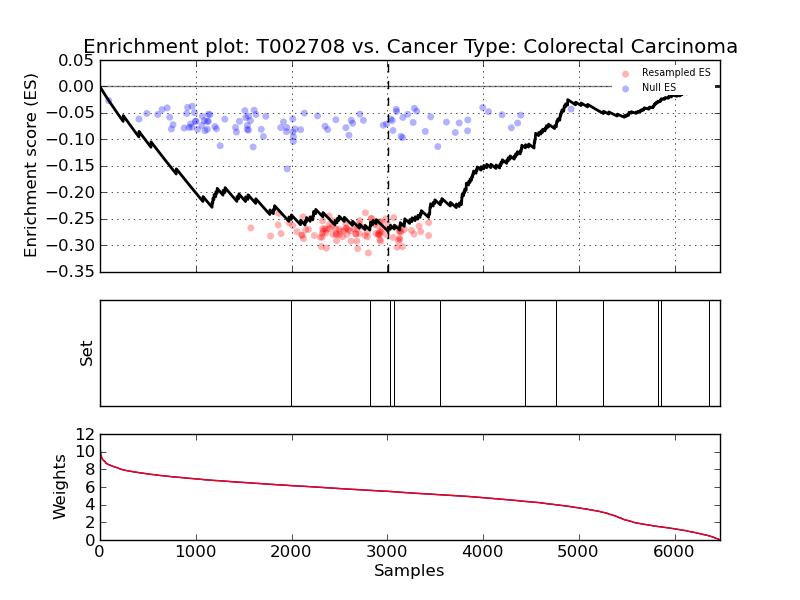 Enrichment plot: T002708 vs. Cancer Type: Colorectal Carcinoma
Enrichment score (ES)
0.05
0.00
−0.05
−0.10
−0.15
−0.20
−0.25
−0.30
−0.35
Resampled ES
Null ES
Set
Weights
12
10
8
6
4
2
0
0 1000 2000 3000 4000 5000 6000
Samples